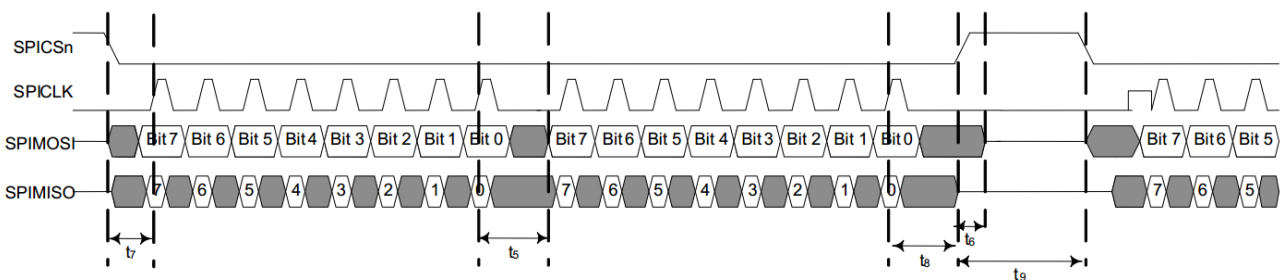 SPICSn
SPICLK
SPIMOSI Bit 7 Bit 6 Bit 5 Bit 4 Bit 3 Bit 2 Bit 1 Bit 0 Bit 7 Bit 6 Bit 5 Bit 4 Bit 3 Bit 2 Bit 1 Bit 0 Bit 7 Bit 6 Bit 5
SPIMISO 7 6 5 4 3 2 1 0 7 6 5 4 3 2 1 0 7 6 5
t7 t5 t8 t6 t9